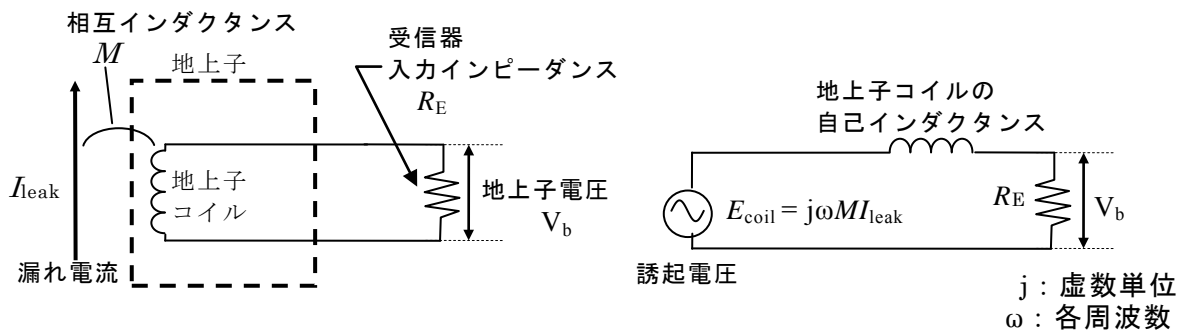 相互インダクタンス
M
地上子
受信器
入力インピーダンス
RE
Ileak
地上子
コイル
地上子電圧
Vb
漏れ電流
地上子コイルの
自己インダクタンス
Ecoil = jωMIleak
RE
Vb
誘起電圧
j：虚数単位
ω：各周波数